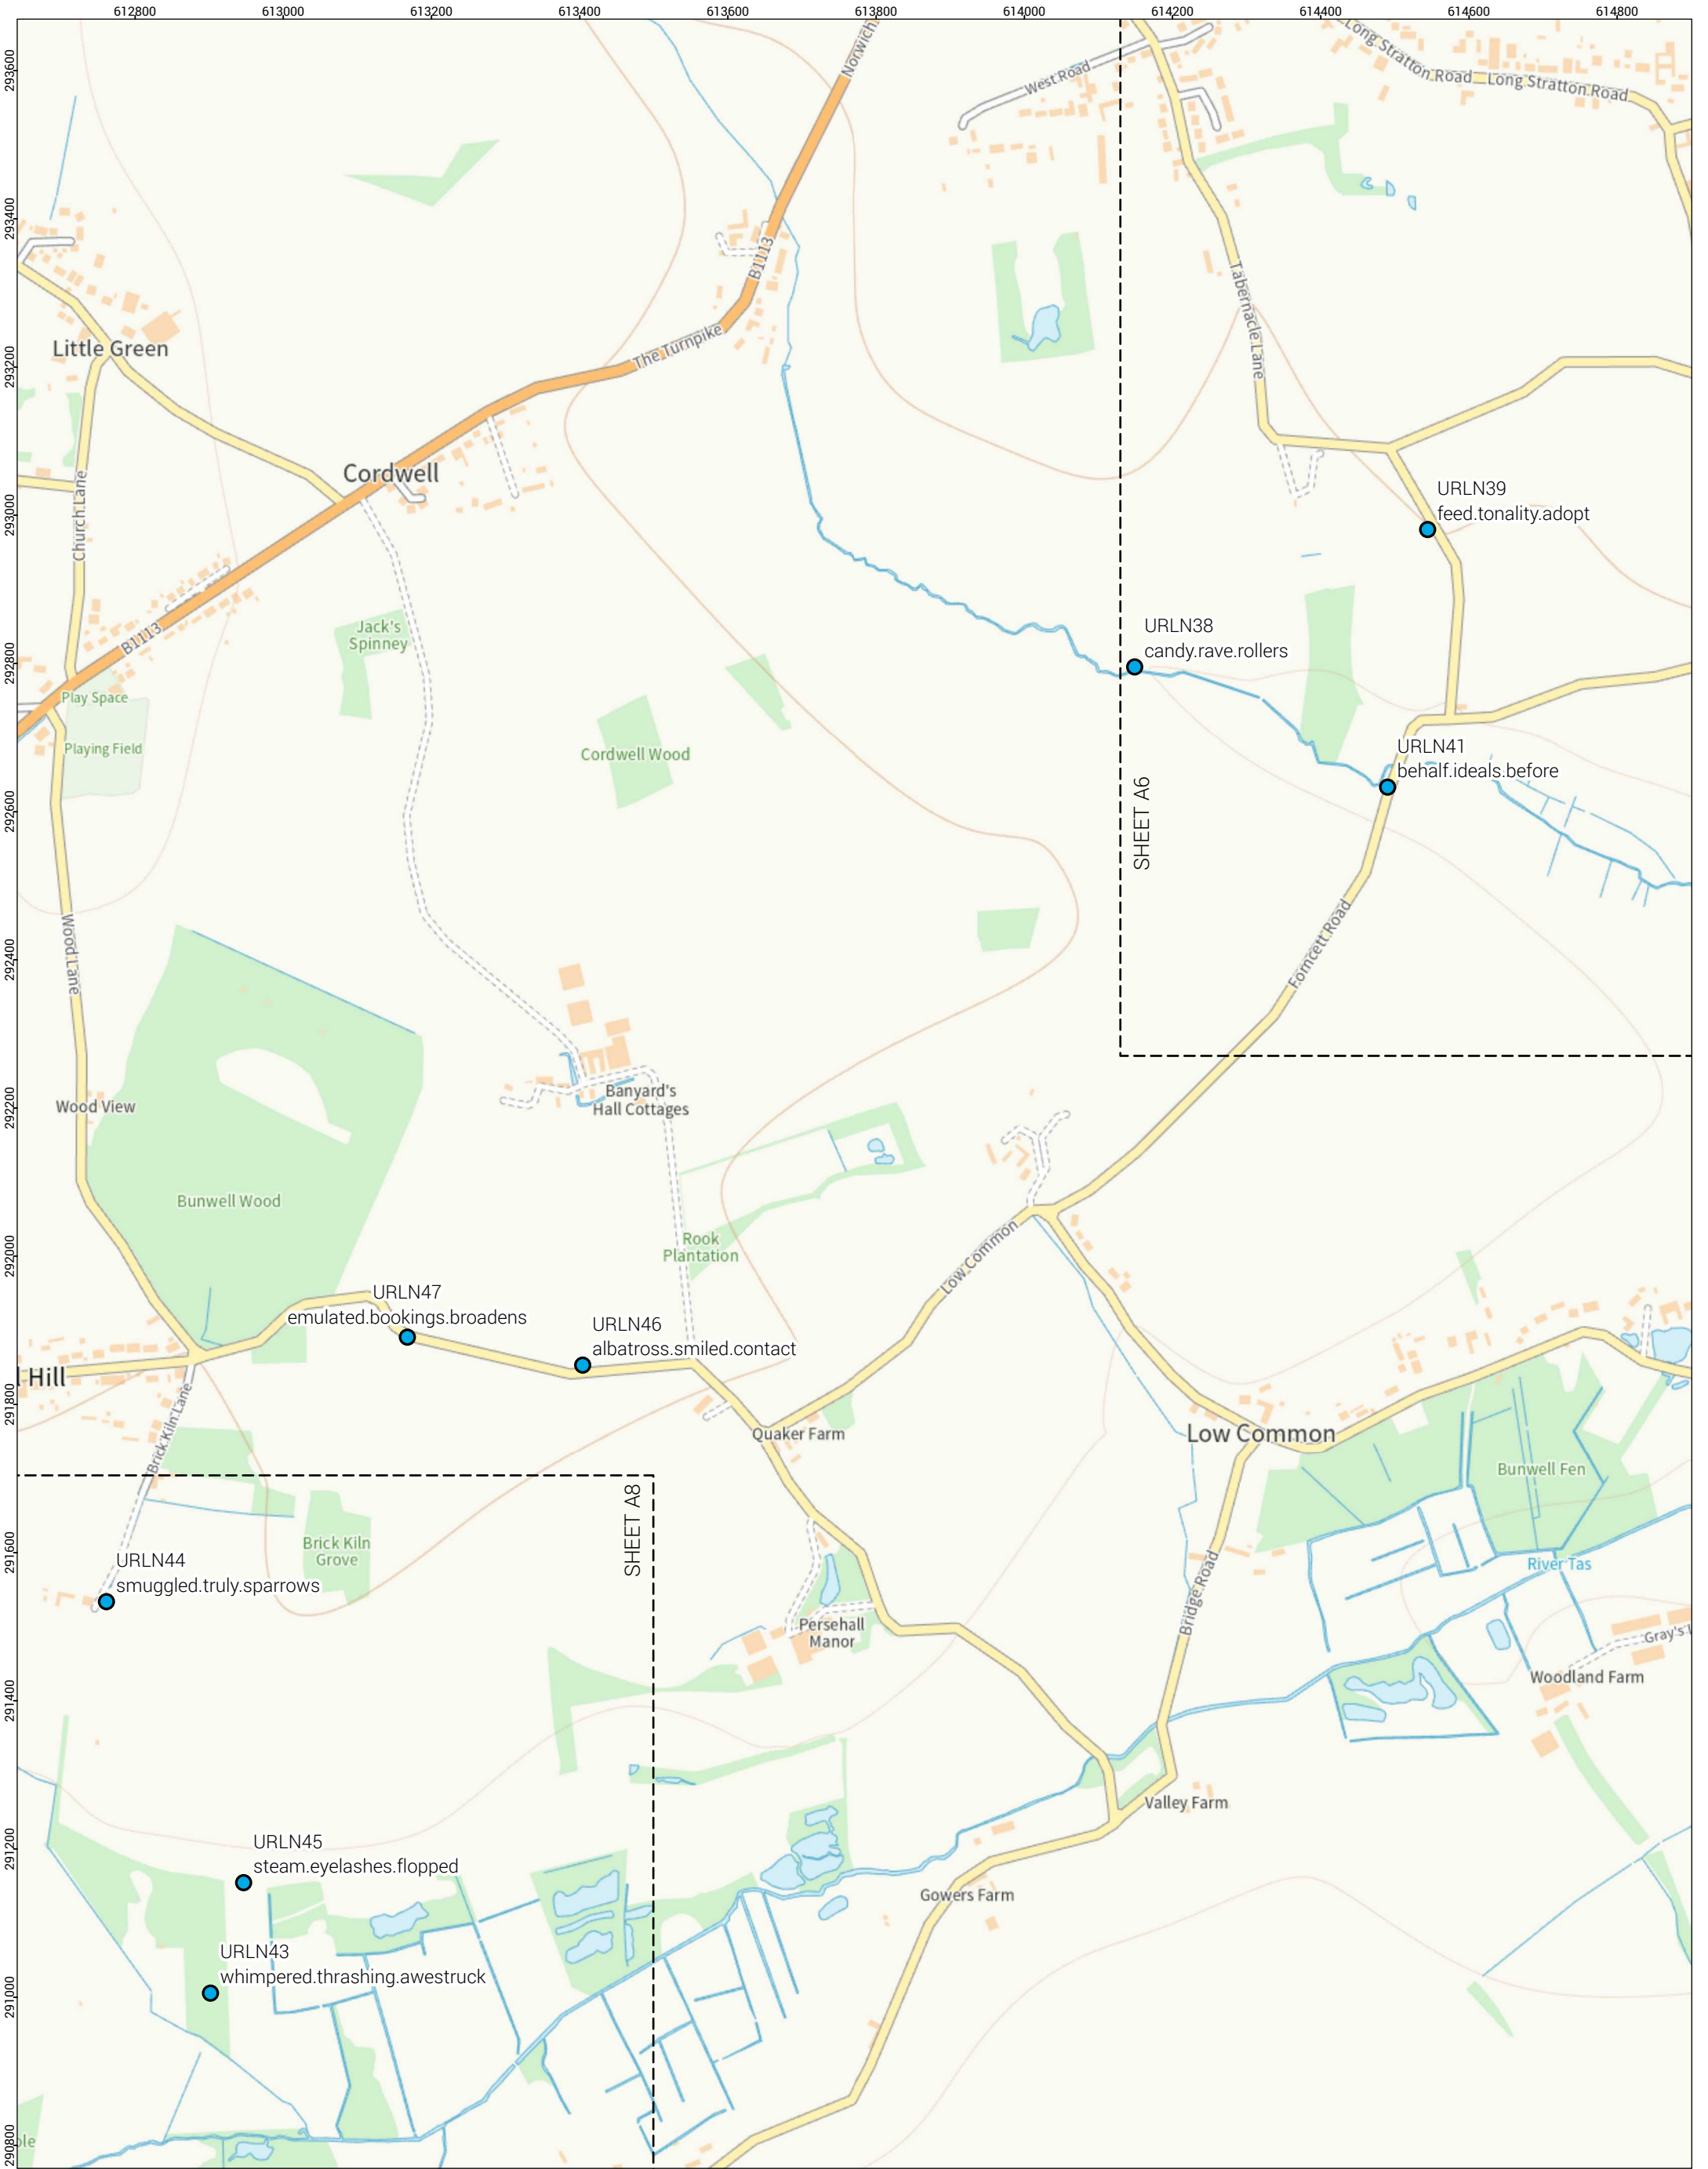 612800 613000 613200 613400 613600 613800 614000 614200 614400 614600 614800
293600
293400
293200
293000
292800
292600
292400
292200
292000
291800
291600
291400
291200
291000
290800
Norwich
West Road
Long Stratton Road
Long Stratton Road
B1113
Tabernacle Lane
Little Green
The Turnpike
Cordwell
Church Lane
URLN39
feed.tonality.adopt
B1113
Jack's
Spinney
URLN38
candy.rave.rollers
Play Space
Playing Field
Cordwell Wood
URLN41
behalf.ideals.before
SHEET A6
Wood Lane
Forncett Road
Wood View
Banyard's
Hall Cottages
Bunwell Wood
Rook
Plantation
Low Common
URLN47
emulated.bookings.broadens
URLN46
albatross.smiled.contact
Hill
Brick Kiln Lane
Quaker Farm
Low Common
Bunwell Fen
SHEET A8
Brick Kiln
Grove
URLN44
smuggled.truly.sparrows
River Tas
Bridge Road
Persehall
Manor
Gray's
Woodland Farm
Valley Farm
URLN45
steam.eyelashes.flopped
Gowers Farm
URLN43
whimpered.thrashing.awestruck